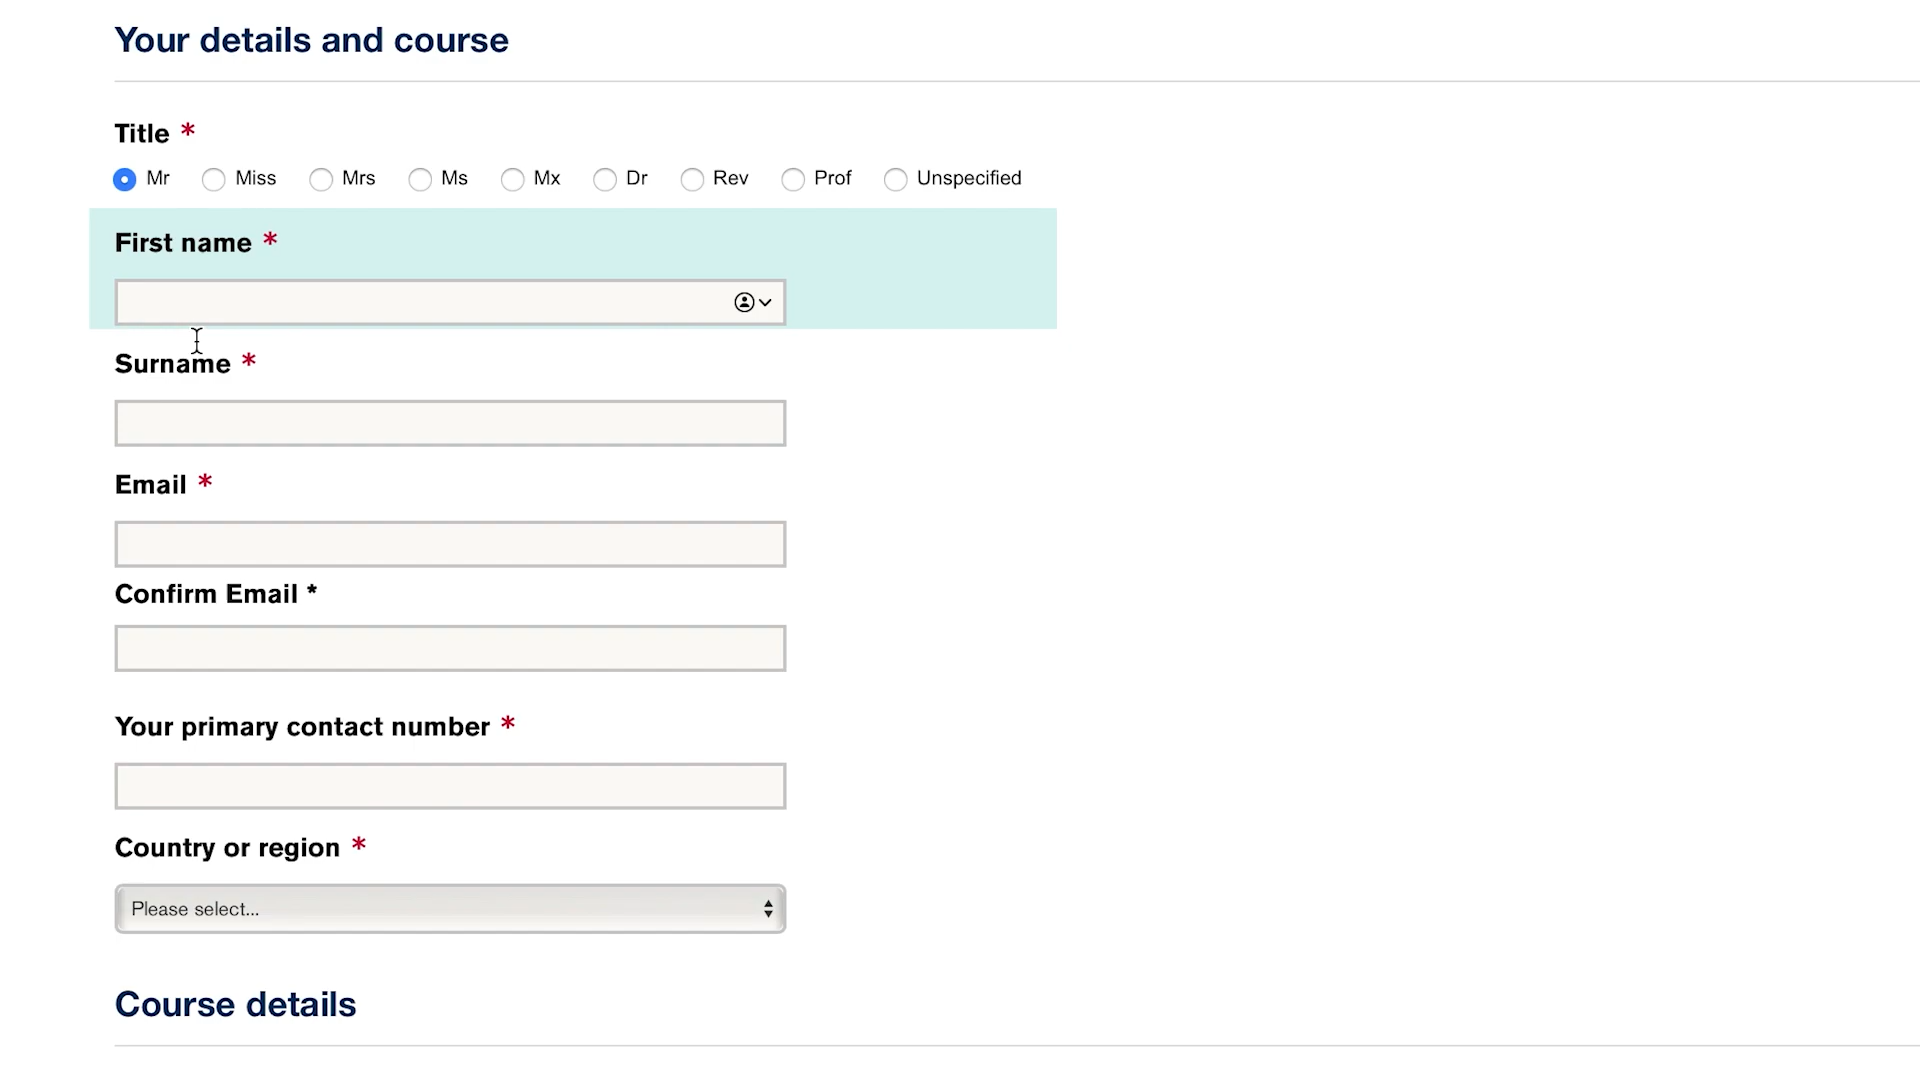 Your details and course
Title *
Mr Miss Mrs Ms Mx Dr Rev Prof Unspecified
First name *
Surname *
Email *
Confirm Email *
Your primary contact number *
Country or region *
Please select...
Course details